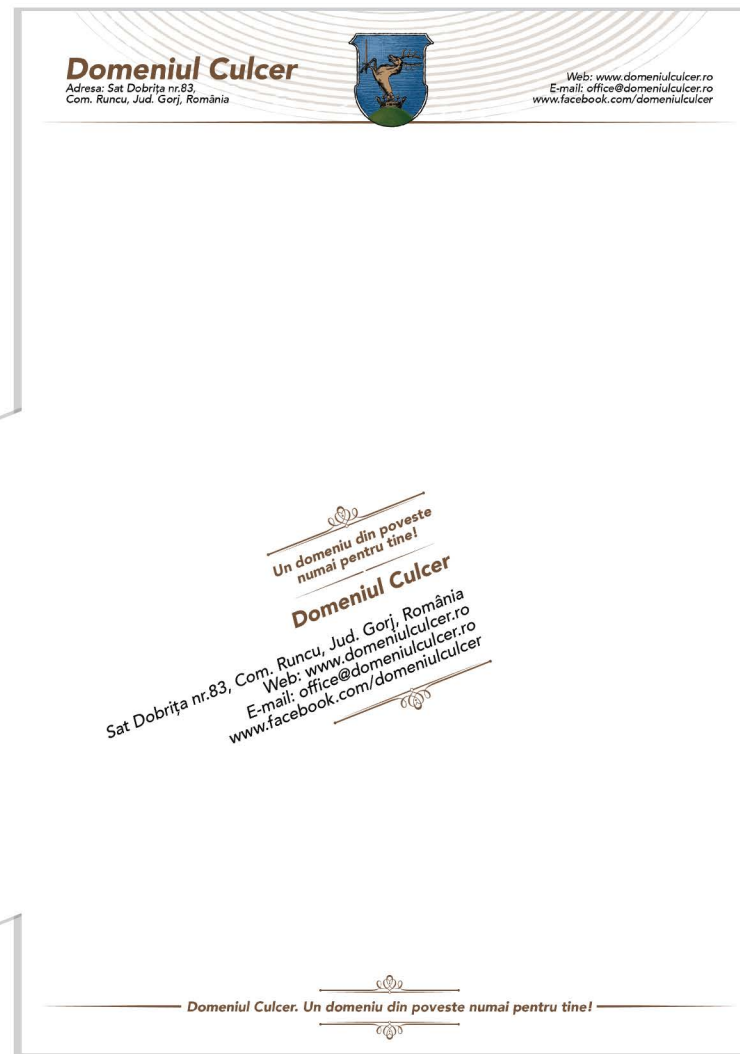 Domeniul Culcer
Adresa: Sat Dobrița nr.83,
Com. Runcu, Jud. Gorj, România
Web: www.domeniulculcer.ro
E-mail: office@domeniulculcer.ro
www.facebook.com/domeniulculcer
Un domeniu din poveste
numai pentru tine!
Domeniul Culcer
Sat Dobrița nr.83, Com. Runcu, Jud. Gorj, România
Web: www.domeniulculcer.ro
E-mail: office@domeniulculcer.ro
www.facebook.com/domeniulculcer
Domeniul Culcer. Un domeniu din poveste numai pentru tine!